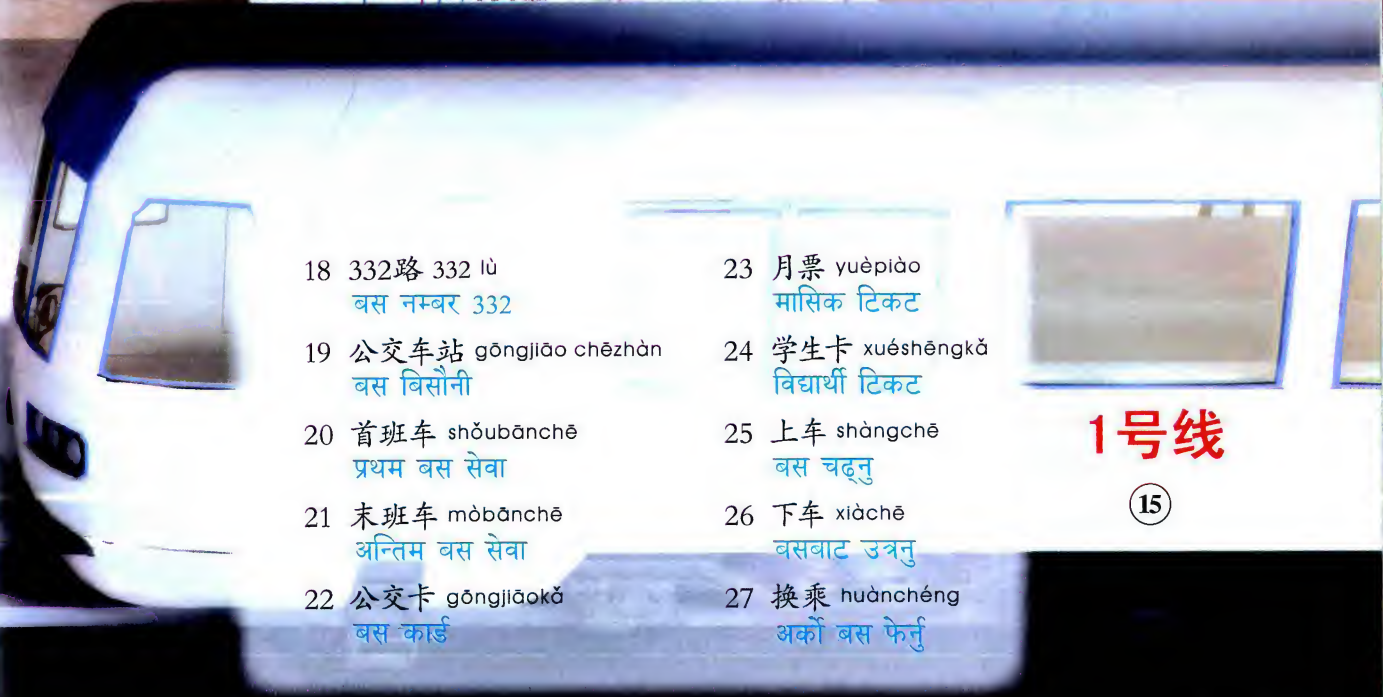 18 332路 332 lù
बस नम्बर 332
19 公交车站 gōngjiāo chēzhàn
बस बिसौनी
20 首班车 shǒubānchē
प्रथम बस सेवा
21 末班车 mòbānchē
अन्तिम बस सेवा
22 公交卡 gōngjiāokǎ
बस कार्ड
23 月票 yuèpiào
मासिक टिकट
24 学生卡 xuéshēngkǎ
विद्यार्थी टिकट
25 上车 shàngchē
बस चढ्नु
26 下车 xiàchē
बसबाट उत्रनु
27 换乘 huànchéng
अर्को बस फेर्नु
1号线
15